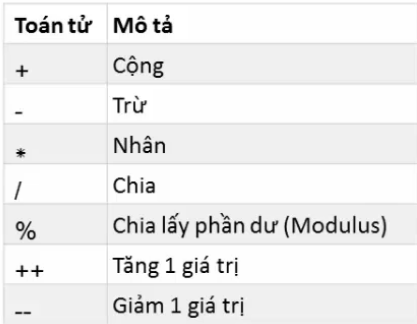 Toán tử Mô tả
+ Cộng
- Trừ
* Nhân
/ Chia
% Chia lấy phần dư (Modulus)
++ Tăng 1 giá trị
-- Giảm 1 giá trị